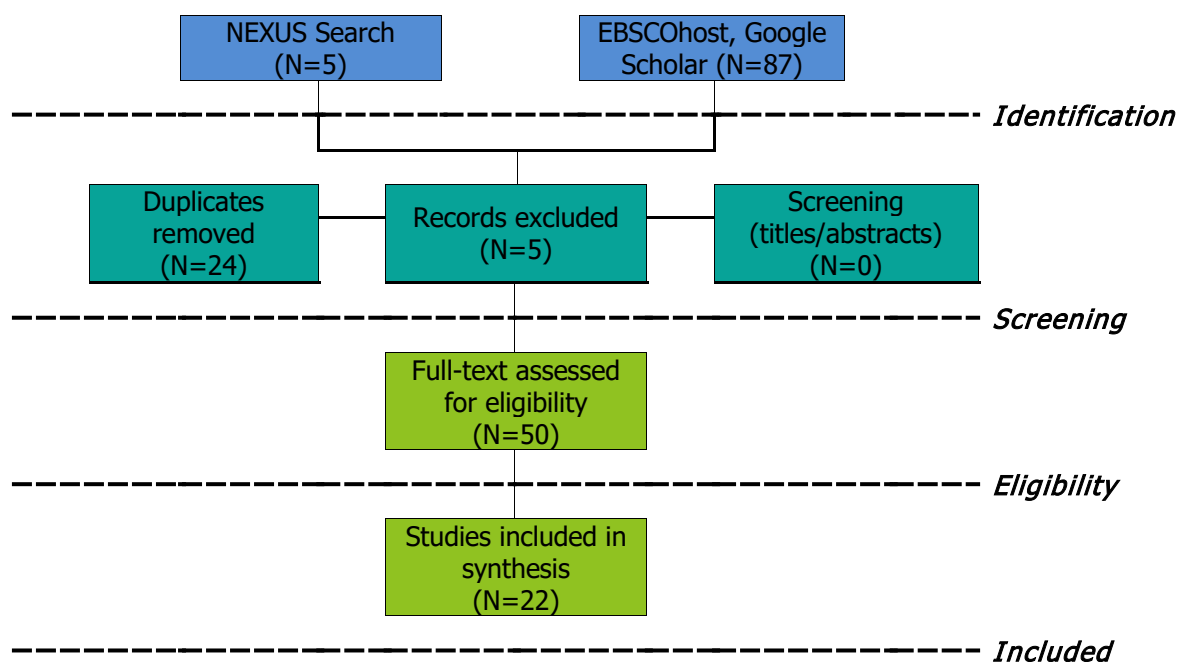 NEXUS Search
(N=5)
EBSCOhost, Google
Scholar (N=87)
Identification
Duplicates
removed
(N=24)
Records excluded
(N=5)
Screening
(titles/abstracts)
(N=0)
Screening
Full-text assessed
for eligibility
(N=50)
Eligibility
Studies included in
synthesis
(N=22)
Included